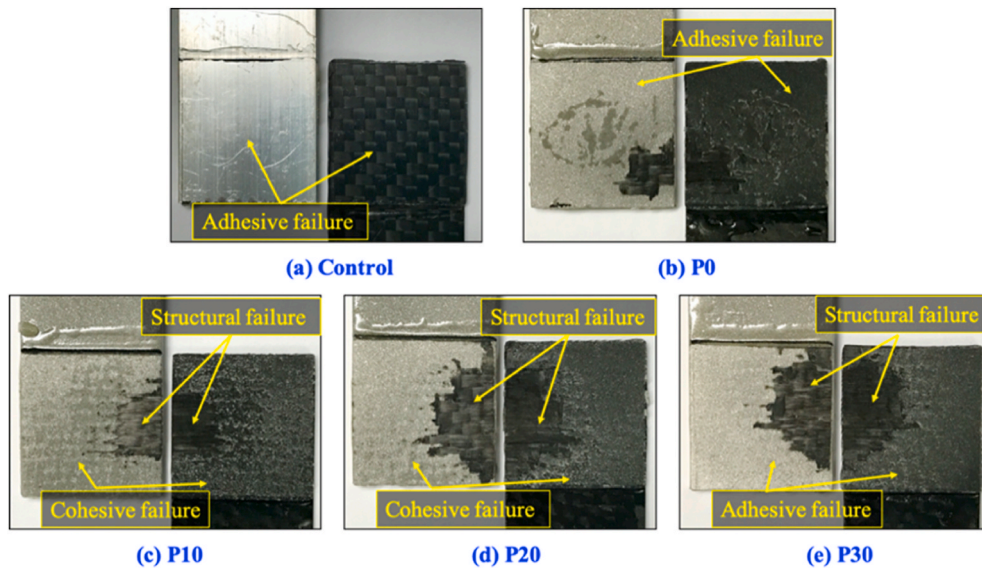 Adhesive failure
Adhesive failure
(a) Control
(b) P0
Structural failure
Structural failure
Structural failure
Cohesive failure
Cohesive failure
Adhesive failure
(c) P10
(d) P20
(e) P30